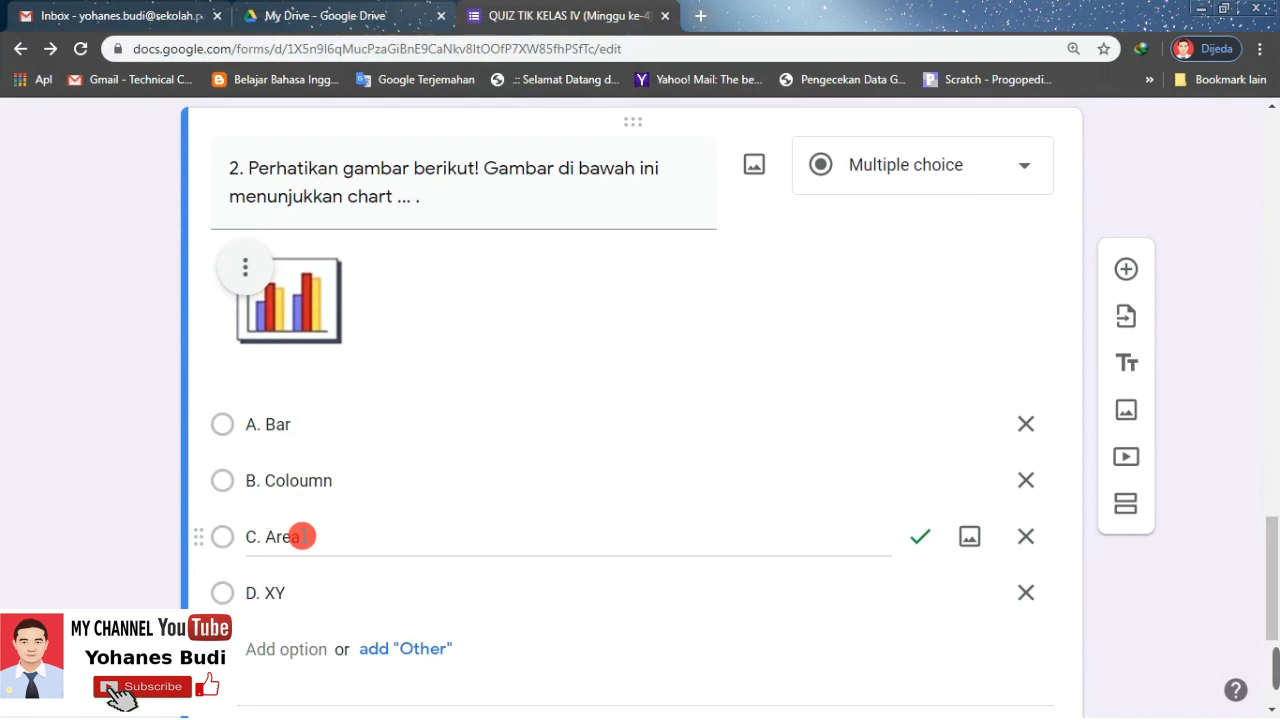 Inbox - yohanes.budi@sekolah.p
My Drive - Google Drive
QUIZ TIK KELAS IV (Minggu ke-4
docs.google.com/forms/d/1X5n9I6qMucPzaGiBnE9CaNkv8ItOOfP7XW85fhPSfTc/edit
Dijeda
Apl
Gmail - Technical C...
Belajar Bahasa Ingg...
Google Terjemahan
.:: Selamat Datang d...
Yahoo! Mail: The be...
Pengecekan Data G...
Scratch - Progopedi...
»
Bookmark lain
2. Perhatikan gambar berikut! Gambar di bawah ini
menunjukkan chart ... .
Multiple choice
A. Bar
B. Coloumn
C. Area
D. XY
Add option or add "Other"
MY CHANNEL YouTube
Yohanes Budi
Subscribe